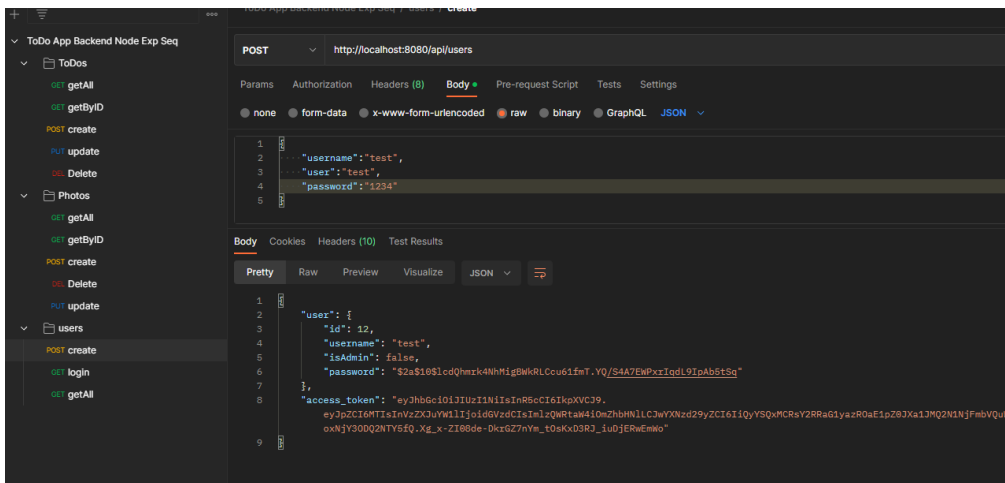 ToDo App Backend Node Exp Seq / users / create
ToDo App Backend Node Exp Seq
ToDos
GET getAll
GET getByID
POST create
PUT update
DEL Delete
Photos
GET getAll
GET getByID
POST create
DEL Delete
PUT update
users
POST create
GET login
GET getAll
POST
http://localhost:8080/api/users
Params Authorization Headers (8) Body Pre-request Script Tests Settings
none form-data x-www-form-urlencoded raw binary GraphQL JSON
1 {
2 "username":"test",
3 "user":"test",
4 "password":"1234"
5 }
Body Cookies Headers (10) Test Results
Pretty Raw Preview Visualize JSON
1 {
2 "user": {
3 "id": 12,
4 "username": "test",
5 "isAdmin": false,
6 "password": "$2a$10$lcdQhmrk4NhMigBWkRLCcu61fmT.YQ/S4A7EWPxrIqdL9IpAb5tSq"
7 },
8 "access_token": "eyJhbGciOiJIUzI1NiIsInR5cCI6IkpXVCJ9.
9 }